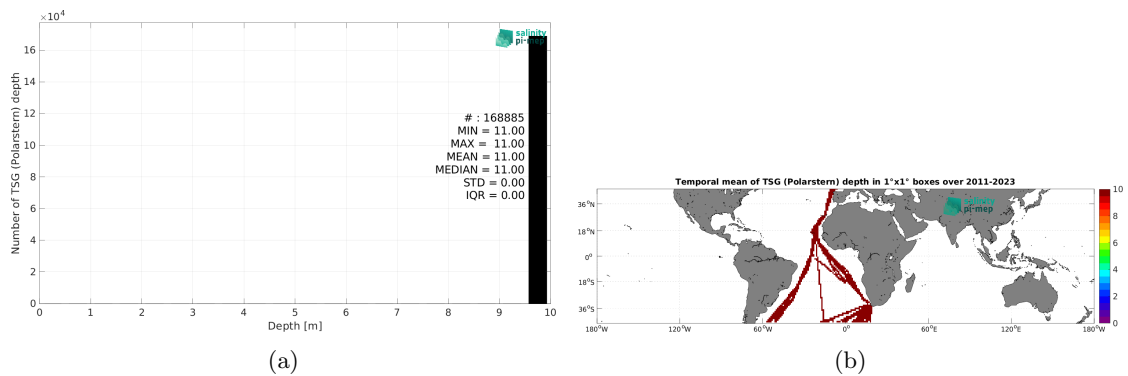 ×10⁴
16
14
12
10
8
6
4
2
0
Number of TSG (Polarstern) depth
salinity
pi-mep
# : 168885
MIN = 11.00
MAX = 11.00
MEAN = 11.00
MEDIAN = 11.00
STD = 0.00
IQR = 0.00
0 1 2 3 4 5 6 7 8 9 10
Depth [m]
(a)
Temporal mean of TSG (Polarstern) depth in 1°x1° boxes over 2011-2023
salinity
pi-mep
36°N
18°N
0°
18°S
36°S
180°W 120°W 60°W 0° 60°E 120°E 180°W
10
8
6
4
2
0
(b)